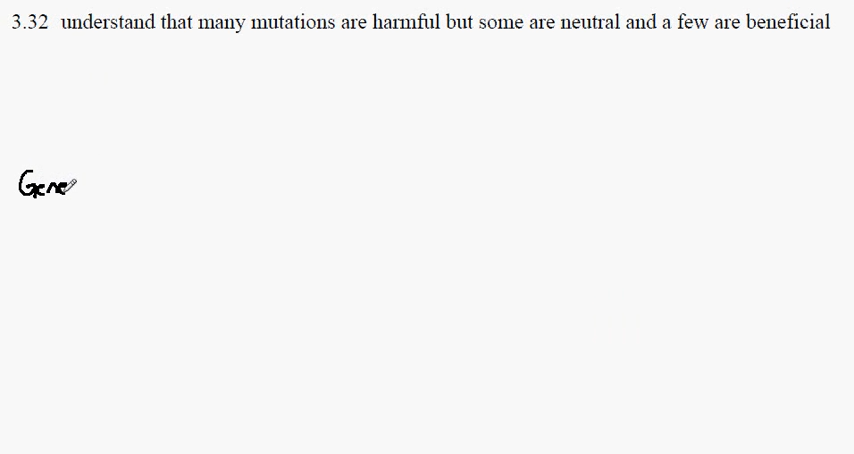 3.32 understand that many mutations are harmful but some are neutral and a few are beneficial
Gene